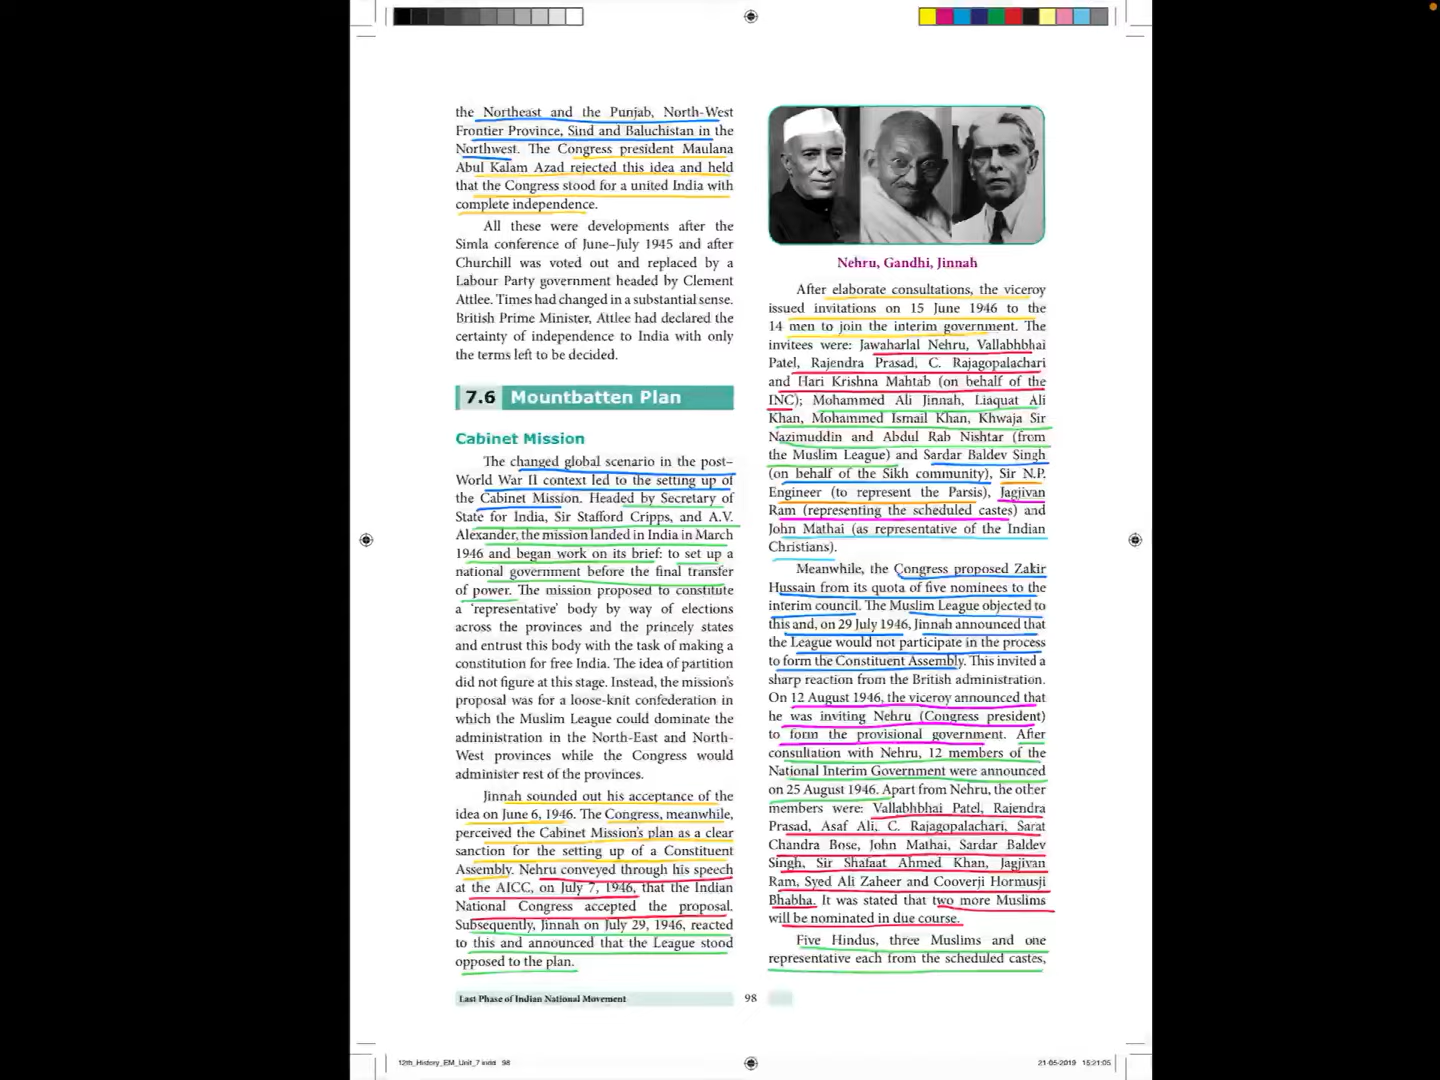 the Northeast and the Punjab, North-West
Frontier Province, Sind and Baluchistan in the
Northwest. The Congress president Maulana
Abul Kalam Azad rejected this idea and held
that the Congress stood for a united India with
complete independence.
All these were developments after the
Simla conference of June–July 1945 and after
Churchill was voted out and replaced by a
Labour Party government headed by Clement
Attlee. Times had changed in a substantial sense.
British Prime Minister, Attlee had declared the
certainty of independence to India with only
the terms left to be decided.
7.6 Mountbatten Plan
Cabinet Mission
The changed global scenario in the post–
World War II context led to the setting up of
the Cabinet Mission. Headed by Secretary of
State for India, Sir Stafford Cripps, and A.V.
Alexander, the mission landed in India in March
1946 and began work on its brief: to set up a
national government before the final transfer
of power. The mission proposed to constitute
a ‘representative’ body by way of elections
across the provinces and the princely states
and entrust this body with the task of making a
constitution for free India. The idea of partition
did not figure at this stage. Instead, the mission’s
proposal was for a loose-knit confederation in
which the Muslim League could dominate the
administration in the North-East and North-
West provinces while the Congress would
administer rest of the provinces.
Jinnah sounded out his acceptance of the
idea on June 6, 1946. The Congress, meanwhile,
perceived the Cabinet Mission’s plan as a clear
sanction for the setting up of a Constituent
Assembly. Nehru conveyed through his speech
at the AICC, on July 7, 1946, that the Indian
National Congress accepted the proposal.
Subsequently, Jinnah on July 29, 1946, reacted
to this and announced that the League stood
opposed to the plan.
Nehru, Gandhi, Jinnah
After elaborate consultations, the viceroy
issued invitations on 15 June 1946 to the
14 men to join the interim government. The
invitees were: Jawaharlal Nehru, Vallabhbhai
Patel, Rajendra Prasad, C. Rajagopalachari
and Hari Krishna Mahtab (on behalf of the
INC); Mohammed Ali Jinnah, Liaquat Ali
Khan, Mohammed Ismail Khan, Khwaja Sir
Nazimuddin and Abdul Rab Nishtar (from
the Muslim League) and Sardar Baldev Singh
(on behalf of the Sikh community), Sir N.P.
Engineer (to represent the Parsis), Jagjivan
Ram (representing the scheduled castes) and
John Mathai (as representative of the Indian
Christians).
Meanwhile, the Congress proposed Zakir
Hussain from its quota of five nominees to the
interim council. The Muslim League objected to
this and, on 29 July 1946, Jinnah announced that
the League would not participate in the process
to form the Constituent Assembly. This invited a
sharp reaction from the British administration.
On 12 August 1946, the viceroy announced that
he was inviting Nehru (Congress president)
to form the provisional government. After
consultation with Nehru, 12 members of the
National Interim Government were announced
on 25 August 1946. Apart from Nehru, the other
members were: Vallabhbhai Patel, Rajendra
Prasad, Asaf Ali, C. Rajagopalachari, Sarat
Chandra Bose, John Mathai, Sardar Baldev
Singh, Sir Shafaat Ahmed Khan, Jagjivan
Ram, Syed Ali Zaheer and Cooverji Hormusji
Bhabha. It was stated that two more Muslims
will be nominated in due course.
Five Hindus, three Muslims and one
representative each from the scheduled castes,
Last Phase of Indian National Movement 98
12th_History_EM_Unit_7.indd 98
21-05-2019 15:21:05